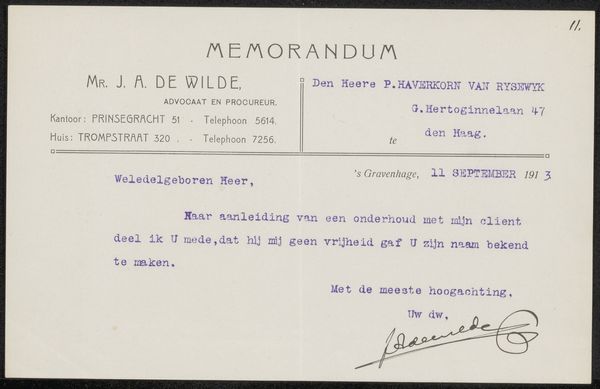 11.
MEMORANDUM
MR. J. A. DE WILDE,
ADVOCAAT EN PROCUREUR.
Kantoor: PRINSEGRACHT 51 - Telephoon 5614.
Huis: TROMPSTRAAT 320 . - Telephoon 7256.
Den Heere P.HAVERKORN VAN RYSEWYK
G.Hertoginnelaan 47
den Haag.
te
's Gravenhage, 11 SEPTEMBER 1913
Weledelgeboren Heer,
Naar aanleiding van een onderhoud met mijn client
deel ik U mede,dat hij mij geen vrijheid gaf U zijn naam bekend
te maken.
Met de meeste hoogachting,
Uw dw,
JAdewilde